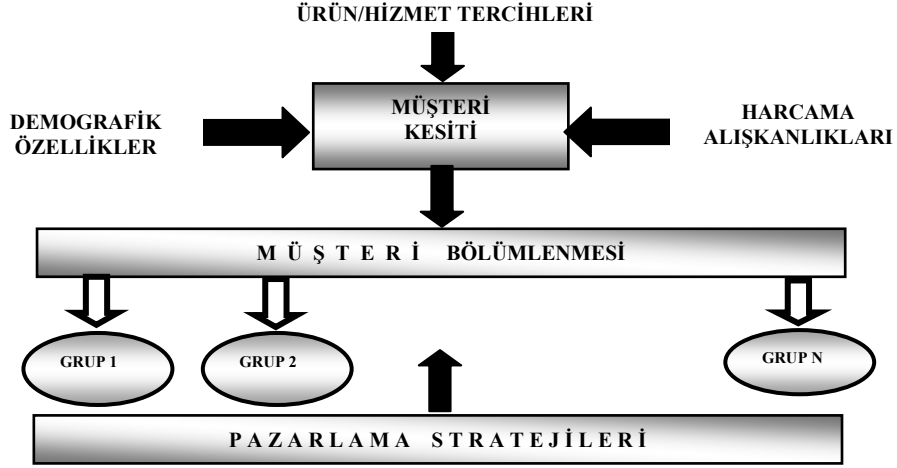 ÜRÜN/HİZMET TERCİHLERİ
MÜŞTERİ
KESİTİ
DEMOGRAFİK
ÖZELLİKLER
HARCAMA
ALIŞKANLIKLARI
M Ü Ş T E R İ BÖLÜMLENMESİ
GRUP 1
GRUP 2
GRUP N
P A Z A R L A M A S T R A T E J İ L E R İ